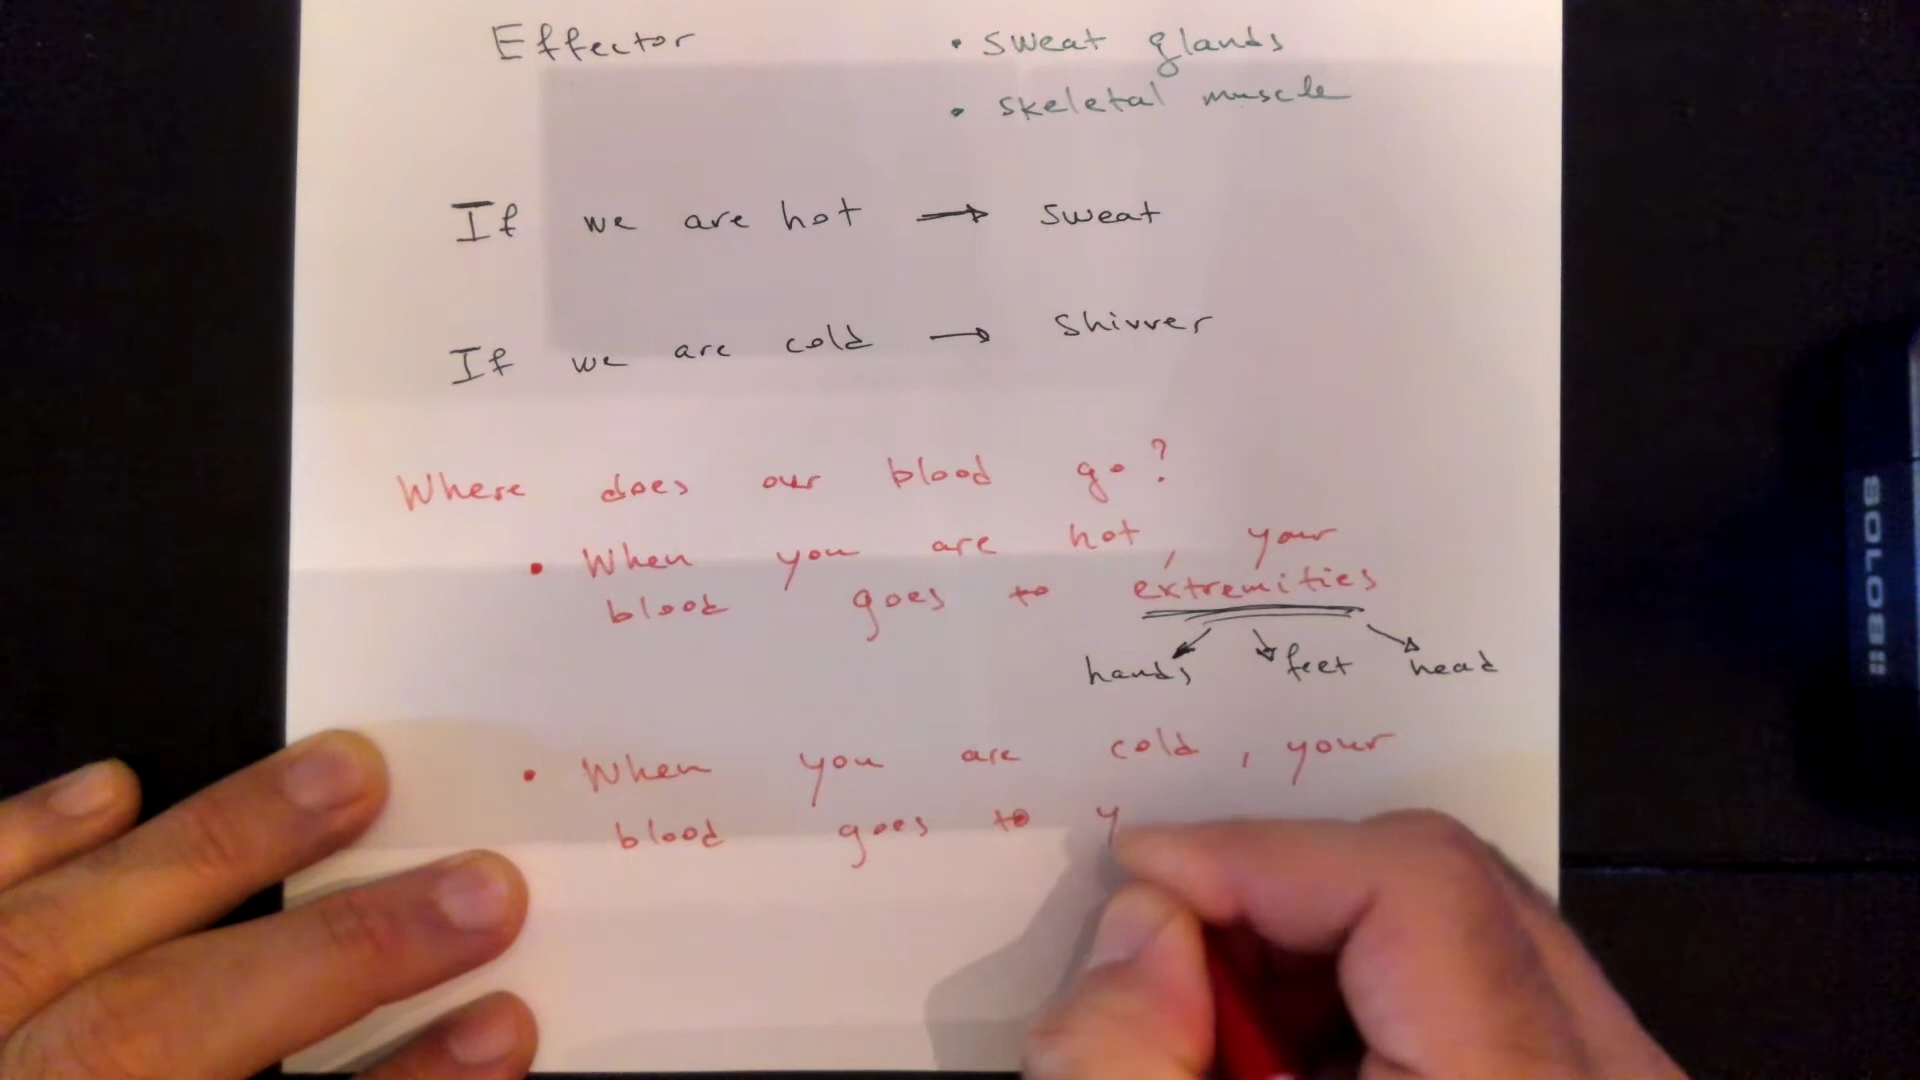 Effector • sweat glands
• skeletal muscle
If we are hot → sweat
If we are cold → shivver
Where does our blood go?
• When you are hot, your
blood goes to extremities
hands feet head
• When you are cold, your
blood goes to y